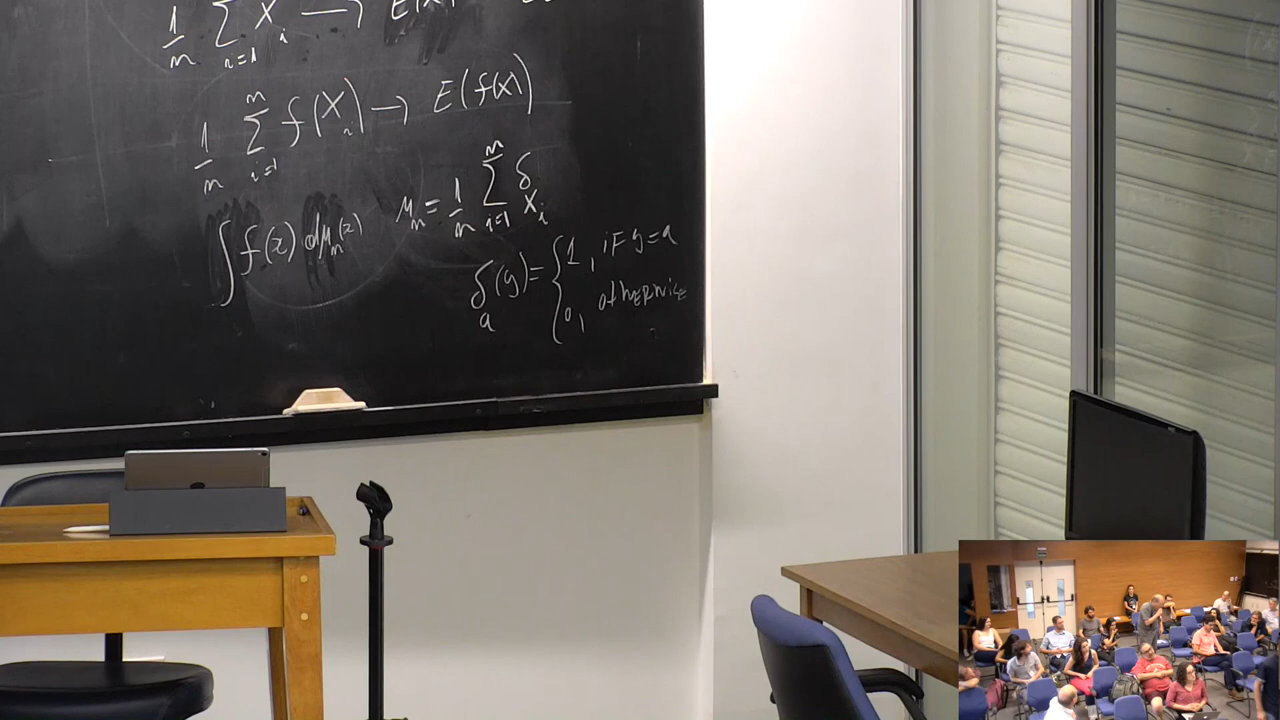 1/m ∑_{i=1} X_i → E(X)
1/m ∑_{i=1}^{m} f(X_i) → E(f(X))
∫ f(x) dμ_m(x) μ_m = 1/m ∑_{i=1}^{m} δ_{X_i}
δ_a(y) = { 1, if y = a
0, otherwise